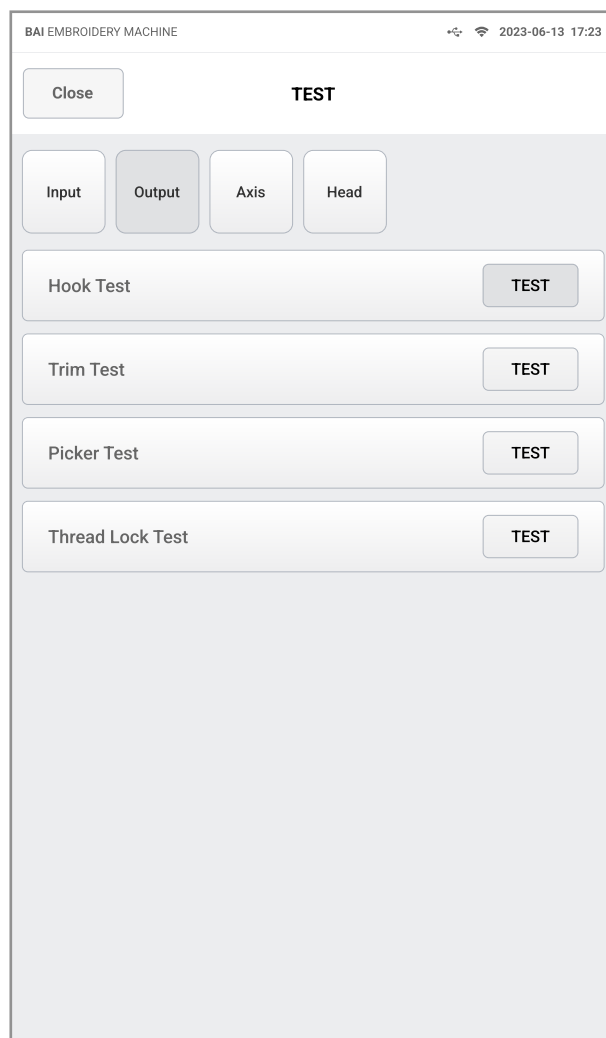 BAI EMBROIDERY MACHINE 2023-06-13 17:23
Close TEST
Input Output Axis Head
Hook Test TEST
Trim Test TEST
Picker Test TEST
Thread Lock Test TEST